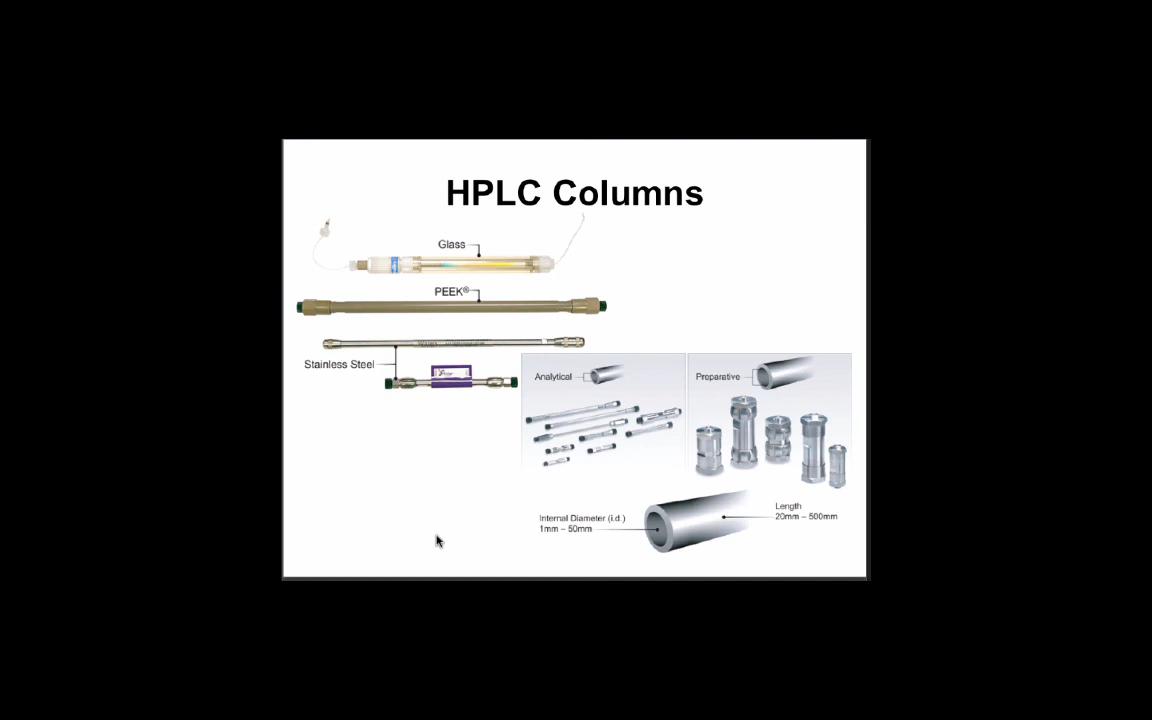 HPLC Columns
Glass
PEEK®
Stainless Steel
Analytical
Preparative
Internal Diameter (i.d.)
1mm – 50mm
Length
20mm – 500mm